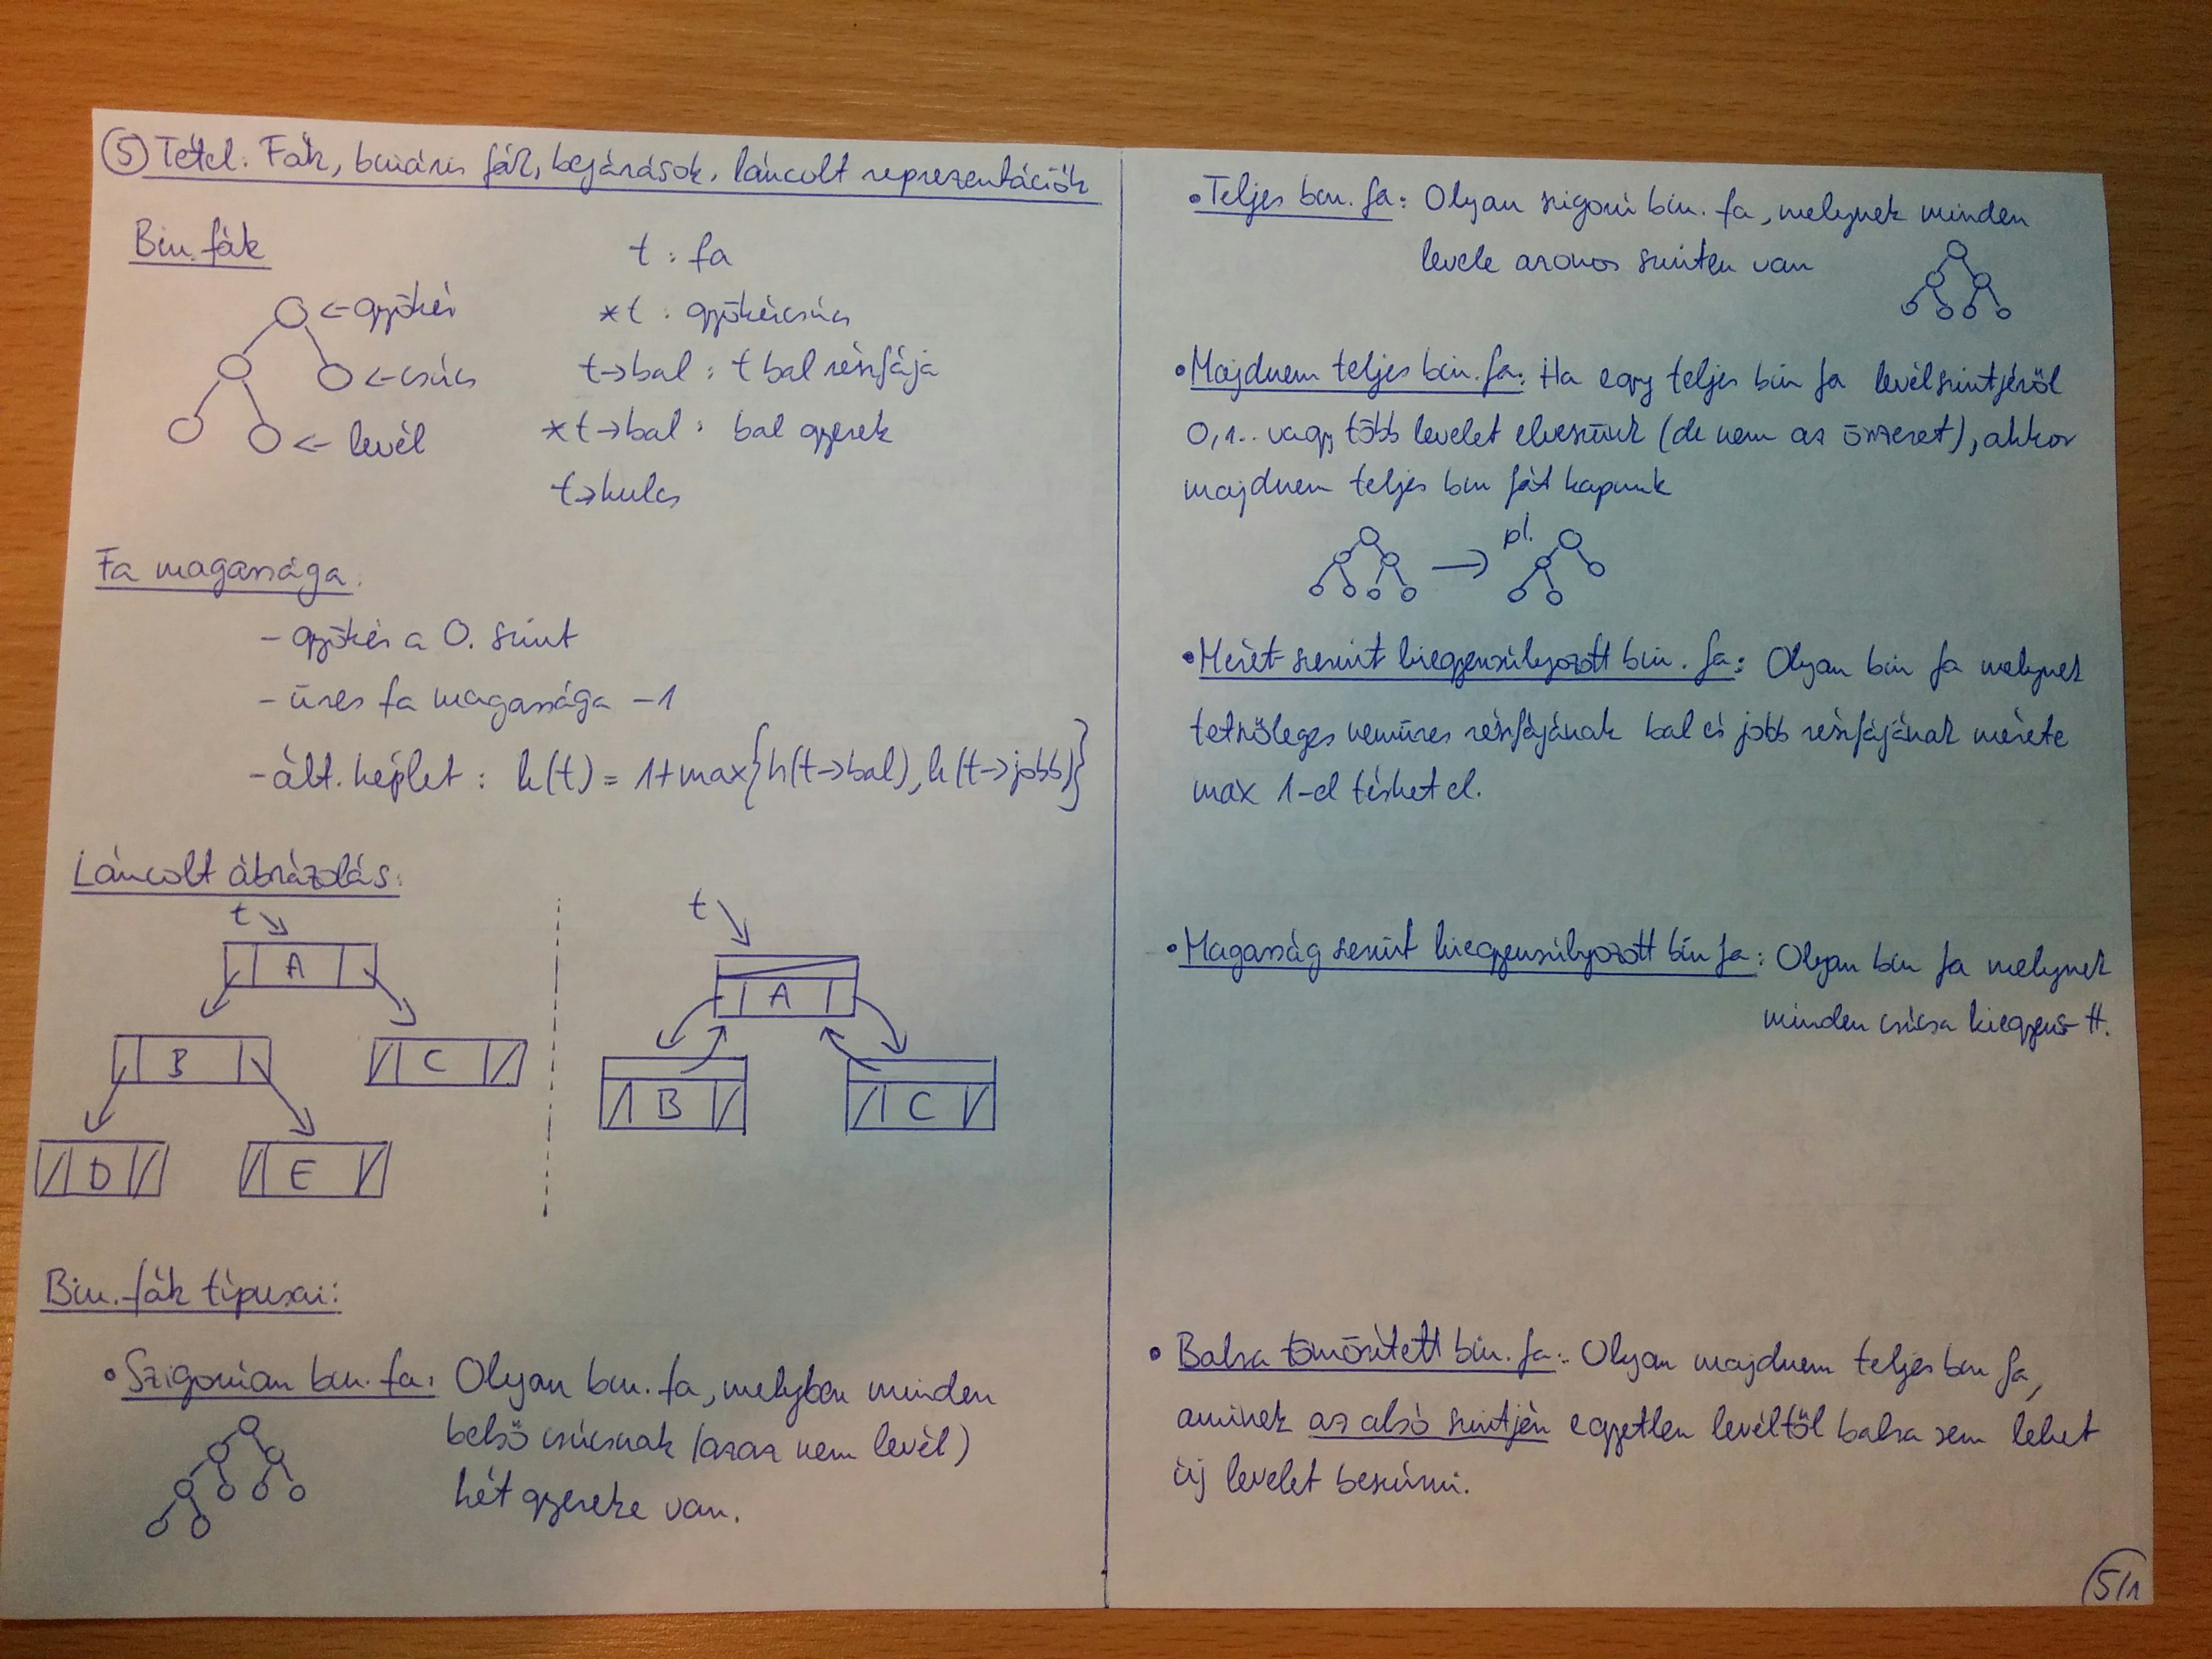 ⑤ Tétel. Fák, bináris fák, bejárások, láncolt reprezentációk
Bin. fák
t : fa
<- gyökér
*t : gyökércsúcs
<- csúcs
t->bal : t bal részfája
<- levél
*t->bal : bal gyerek
t->kulcs
Fa magassága.
- gyökér a 0. szint
- üres fa magassága -1
- ált. képlet : h(t) = 1+max{h(t->bal), h(t->jobb)}
Láncolt ábrázolás:
t
A
B
C
D
E
t
A
B
C
Bin. fák típusai:
• Szigorúan bin. fa: Olyan bin. fa, melyben minden
belső csúcsnak (azaz nem levél)
két gyereke van.
• Teljes bin. fa: Olyan szigorú bin. fa, melynek minden
levele azonos szinten van
• Majdnem teljes bin. fa: Ha egy teljes bin fa levélszintjéről
0,1.. vagy több levelet elveszünk (de nem az összeset), akkor
majdnem teljes bin fát kapunk
pl.
• Méret szerint kiegyensúlyozott bin. fa: Olyan bin fa melynek
tetszőleges nemüres részfájának bal és jobb részfájának mérete
max 1-el térhet el.
• Magasság szerint kiegyensúlyozott bin fa: Olyan bin fa melynek
minden csúcsa kiegyens-tt.
• Balra tömörített bin. fa: Olyan majdnem teljes bin fa,
aminek az alsó szintjén egyetlen levéltől balra sem lehet
új levelet beszúrni.
5/1